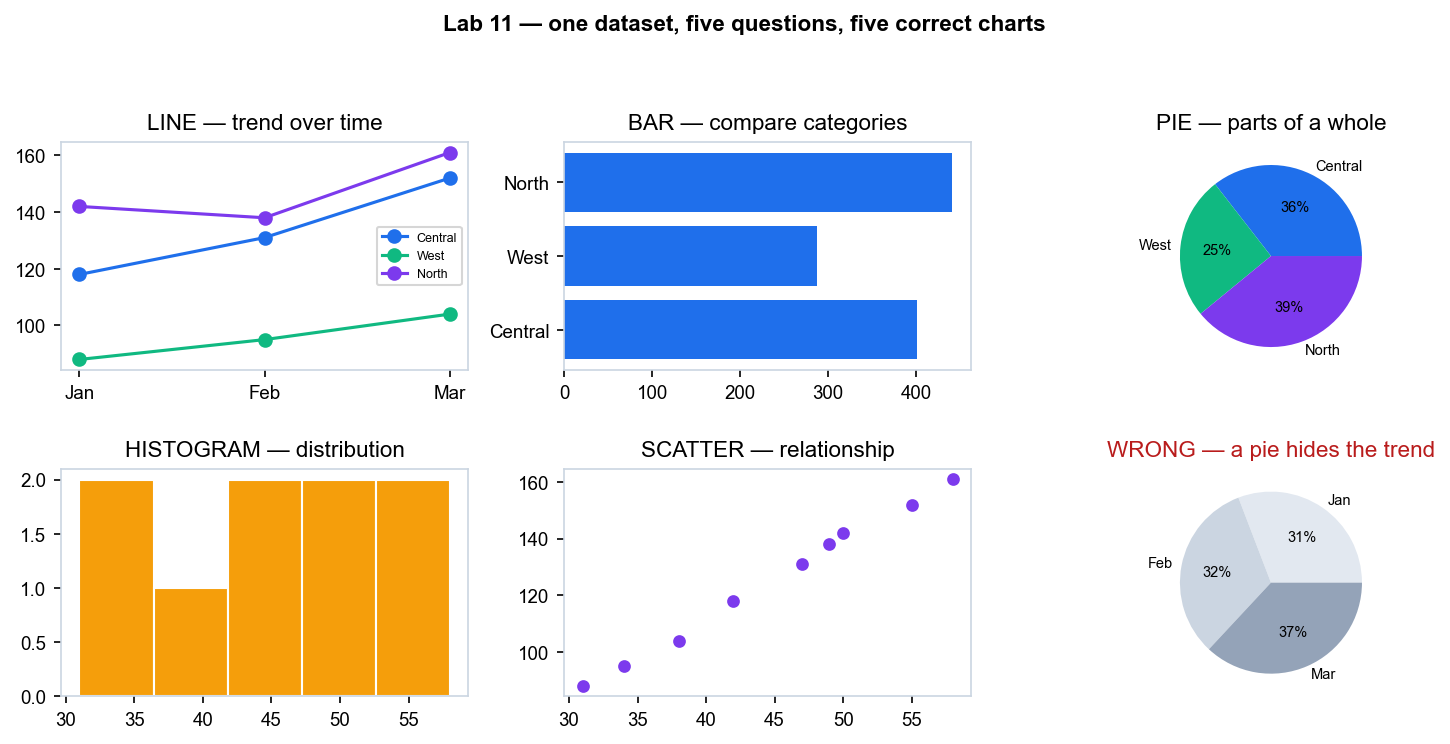 Lab 11 — one dataset, five questions, five correct charts
LINE — trend over time
160
140
120
100
Jan
Feb
Mar
Central
West
North
BAR — compare categories
North
West
Central
0
100
200
300
400
PIE — parts of a whole
Central
36%
West
25%
39%
North
HISTOGRAM — distribution
2.0
1.5
1.0
0.5
0.0
30
35
40
45
50
55
SCATTER — relationship
160
140
120
100
30
35
40
45
50
55
WRONG — a pie hides the trend
Jan
31%
Feb
32%
37%
Mar